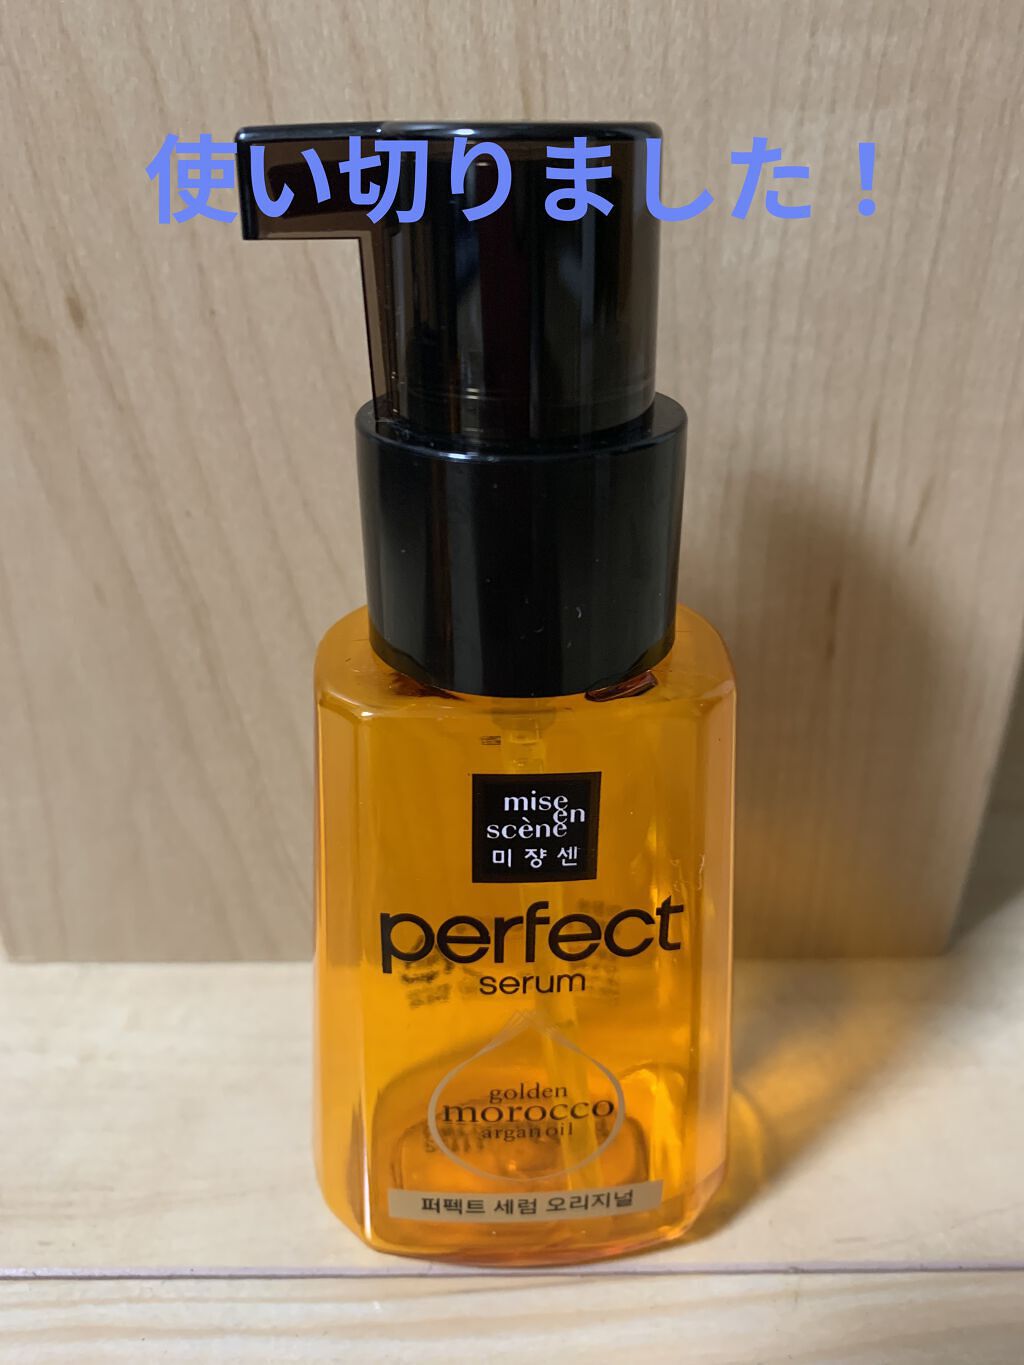 使い切りました！
mise
en
scène
미쟝센
perfect
serum
golden
morocco
argan oil
퍼펙트 세럼 오리지널